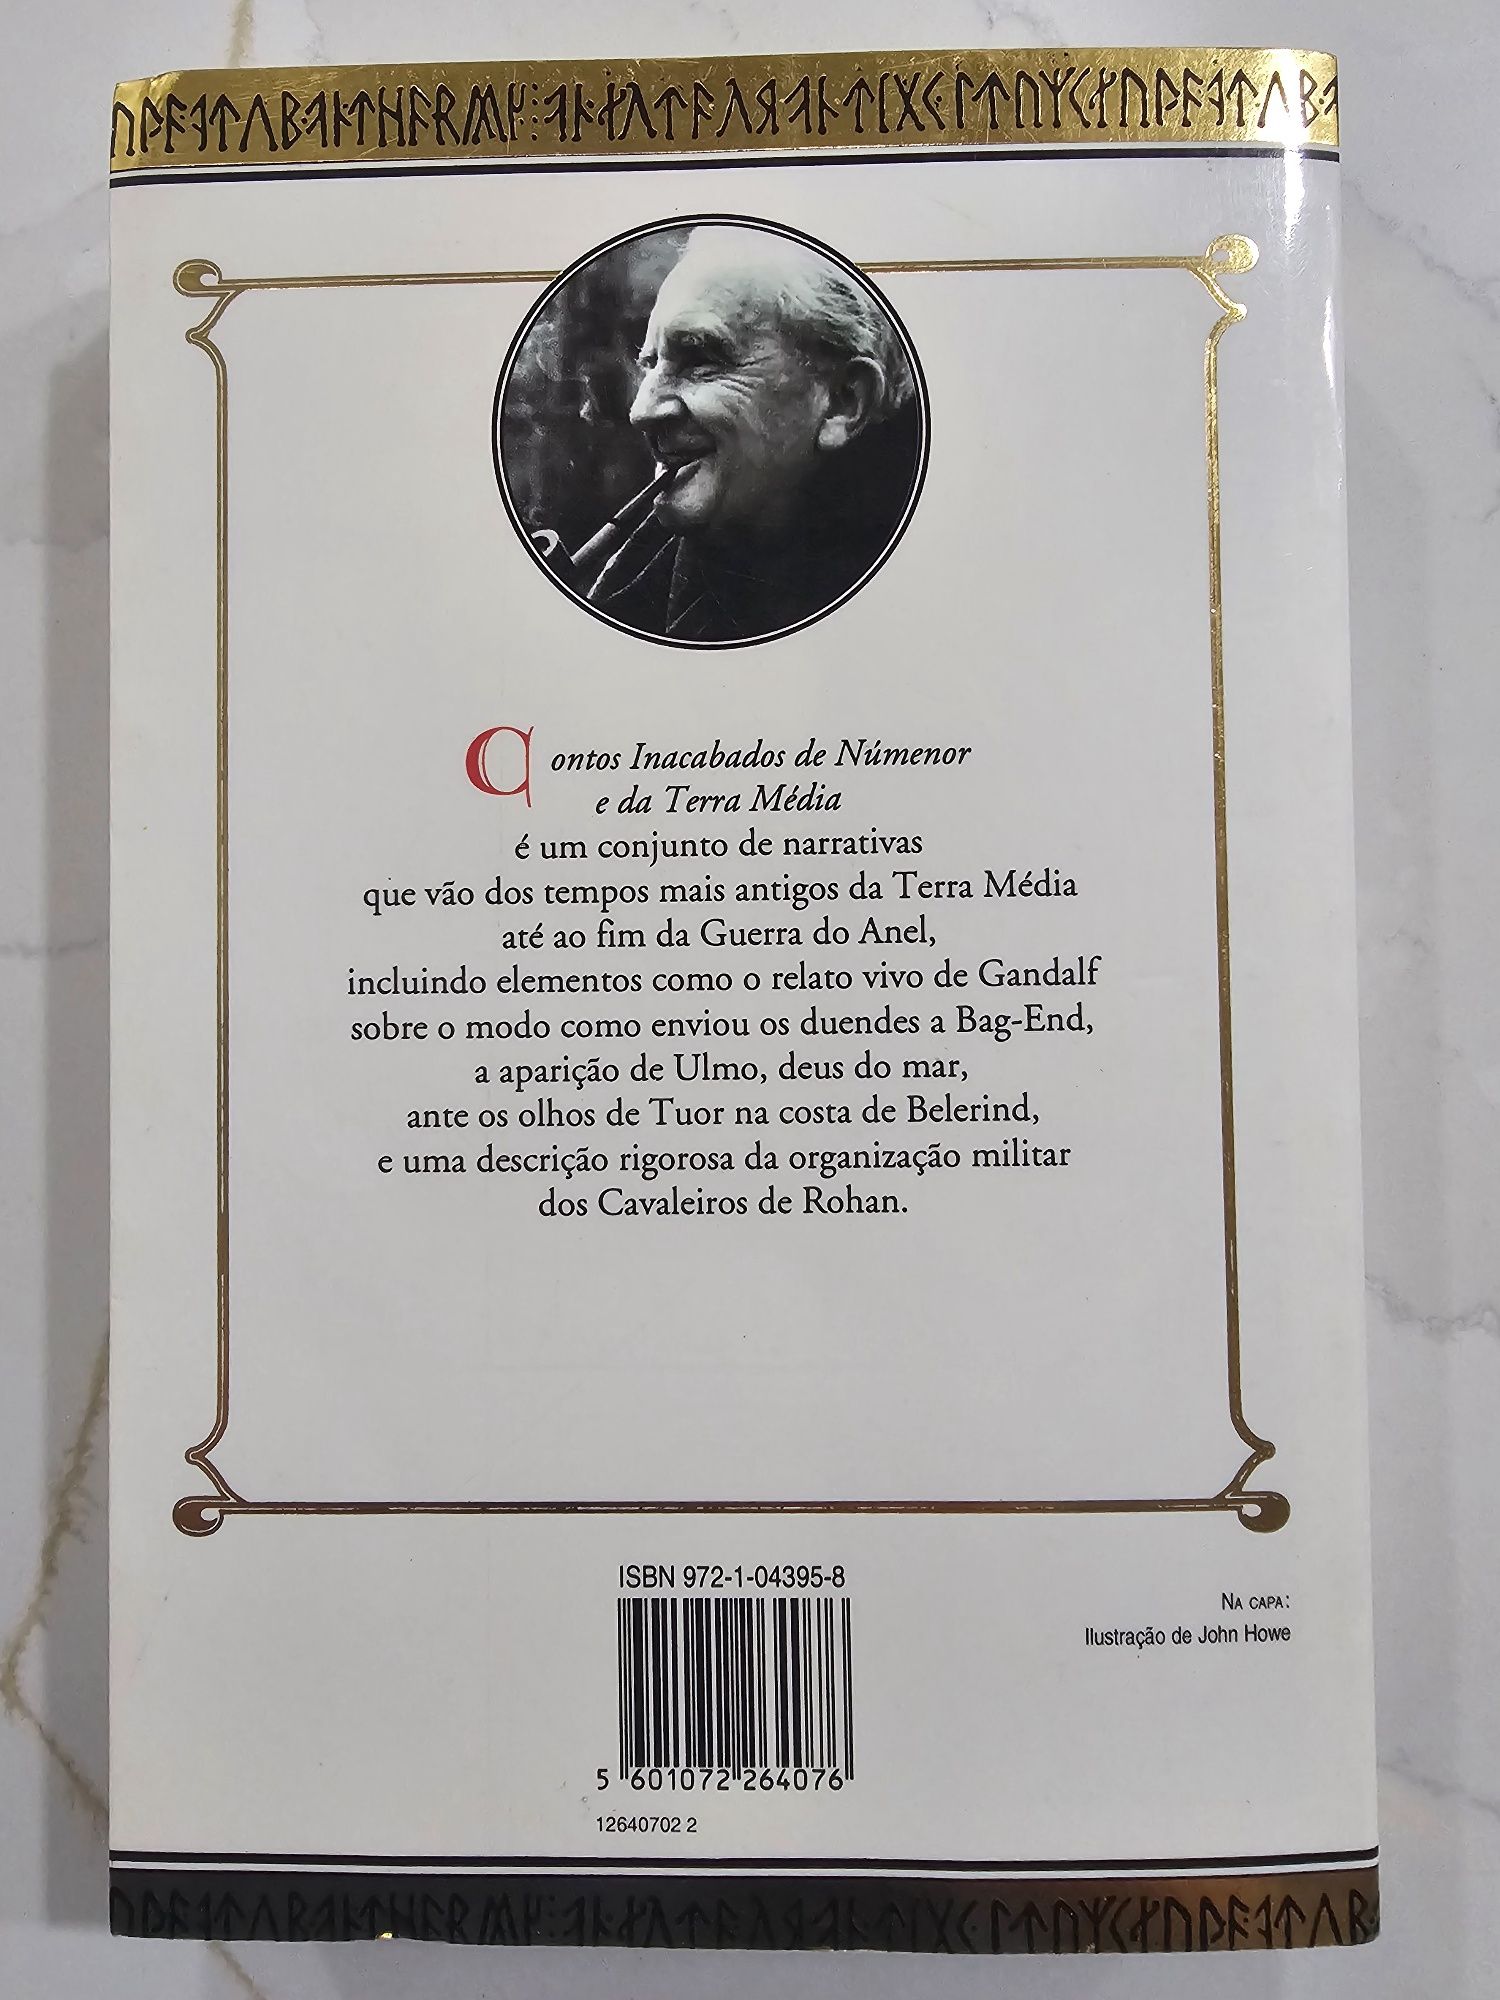 Contos Inacabados de Númenor
e da Terra Média
é um conjunto de narrativas
que vão dos tempos mais antigos da Terra Média
até ao fim da Guerra do Anel,
incluindo elementos como o relato vivo de Gandalf
sobre o modo como enviou os duendes a Bag-End,
a aparição de Ulmo, deus do mar,
ante os olhos de Tuor na costa de Belerind,
e uma descrição rigorosa da organização militar
dos Cavaleiros de Rohan.
ISBN 972-1-04395-8
NA CAPA:
Ilustração de John Howe
5 601072 264076
12640702 2